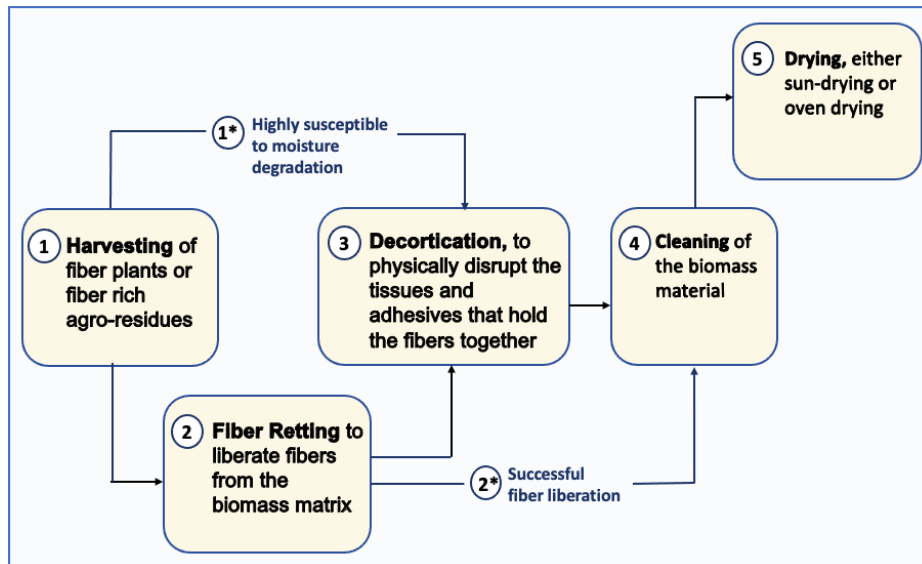 5 Drying, either
sun-drying or
oven drying
1* Highly susceptible
to moisture
degradation
1 Harvesting of
fiber plants or
fiber rich
agro-residues
3 Decortication, to
physically disrupt the
tissues and
adhesives that hold
the fibers together
4 Cleaning of
the biomass
material
2 Fiber Retting to
liberate fibers
from the
biomass matrix
2* Successful
fiber liberation